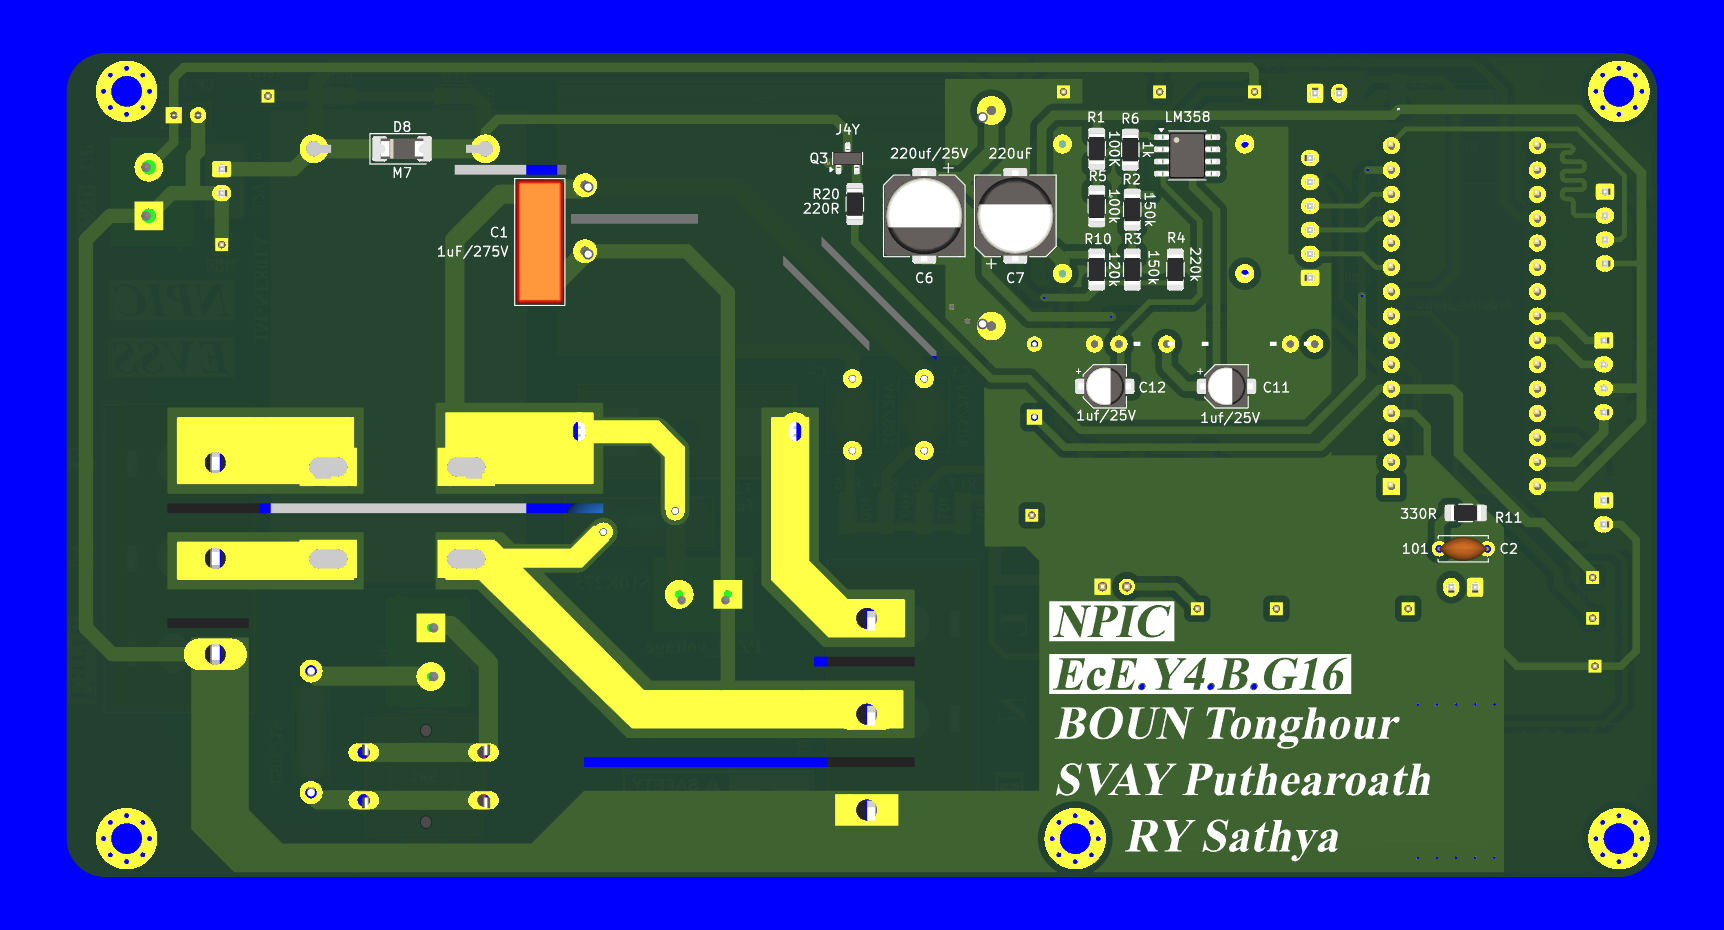 D8
M7
J4Y
Q3
R20
220R
C1
1uF/275V
220uf/25V
220uF
+
+
C6
C7
R1
R6
LM358
100K
1k
R5
R2
100k
150k
R10
R3
R4
120k
150k
220k
+
C12
1uf/25V
+
C11
1uf/25V
330R
R11
101
C2
NPIC
EcE.Y4.B.G16
BOUN Tonghour
SVAY Puthearoath
RY Sathya
NPIC
EVSS